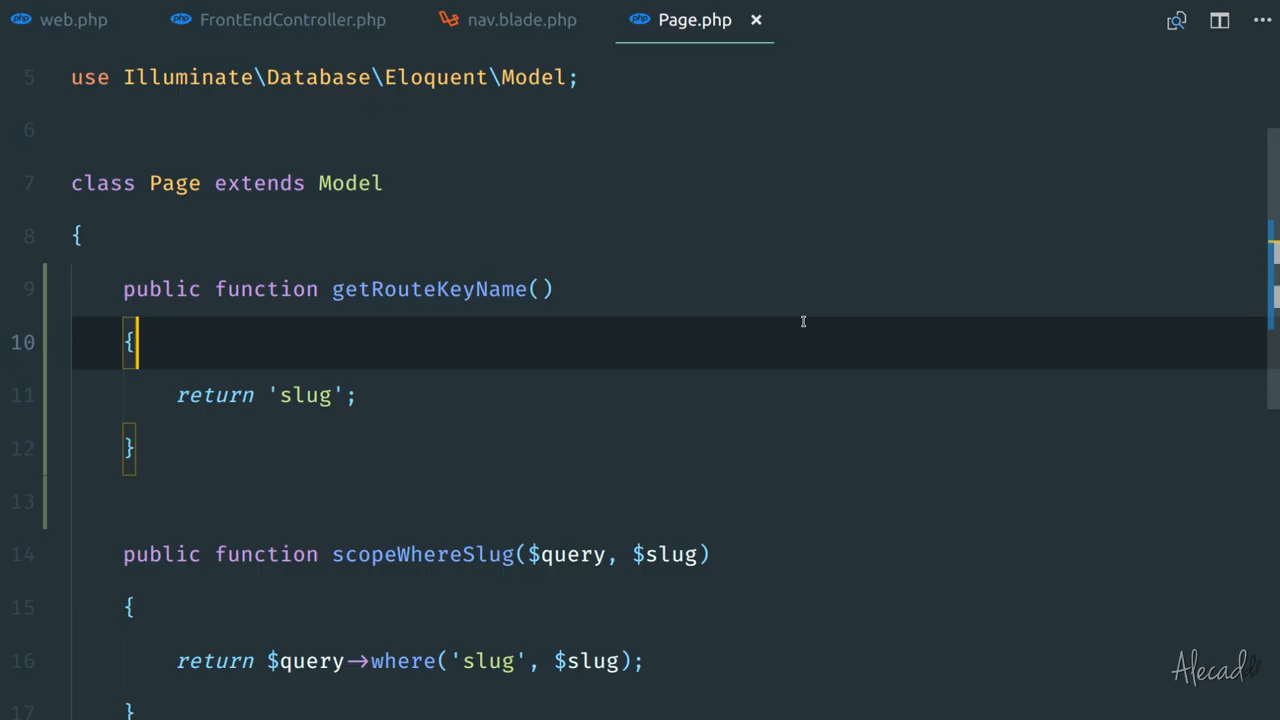 web.php FrontEndController.php nav.blade.php Page.php ×
5 use Illuminate\Database\Eloquent\Model;
6
7 class Page extends Model
8 {
9 public function getRouteKeyName()
10 {
11 return 'slug';
12 }
13
14 public function scopeWhereSlug($query, $slug)
15 {
16 return $query->where('slug', $slug);
17 }
Alecad